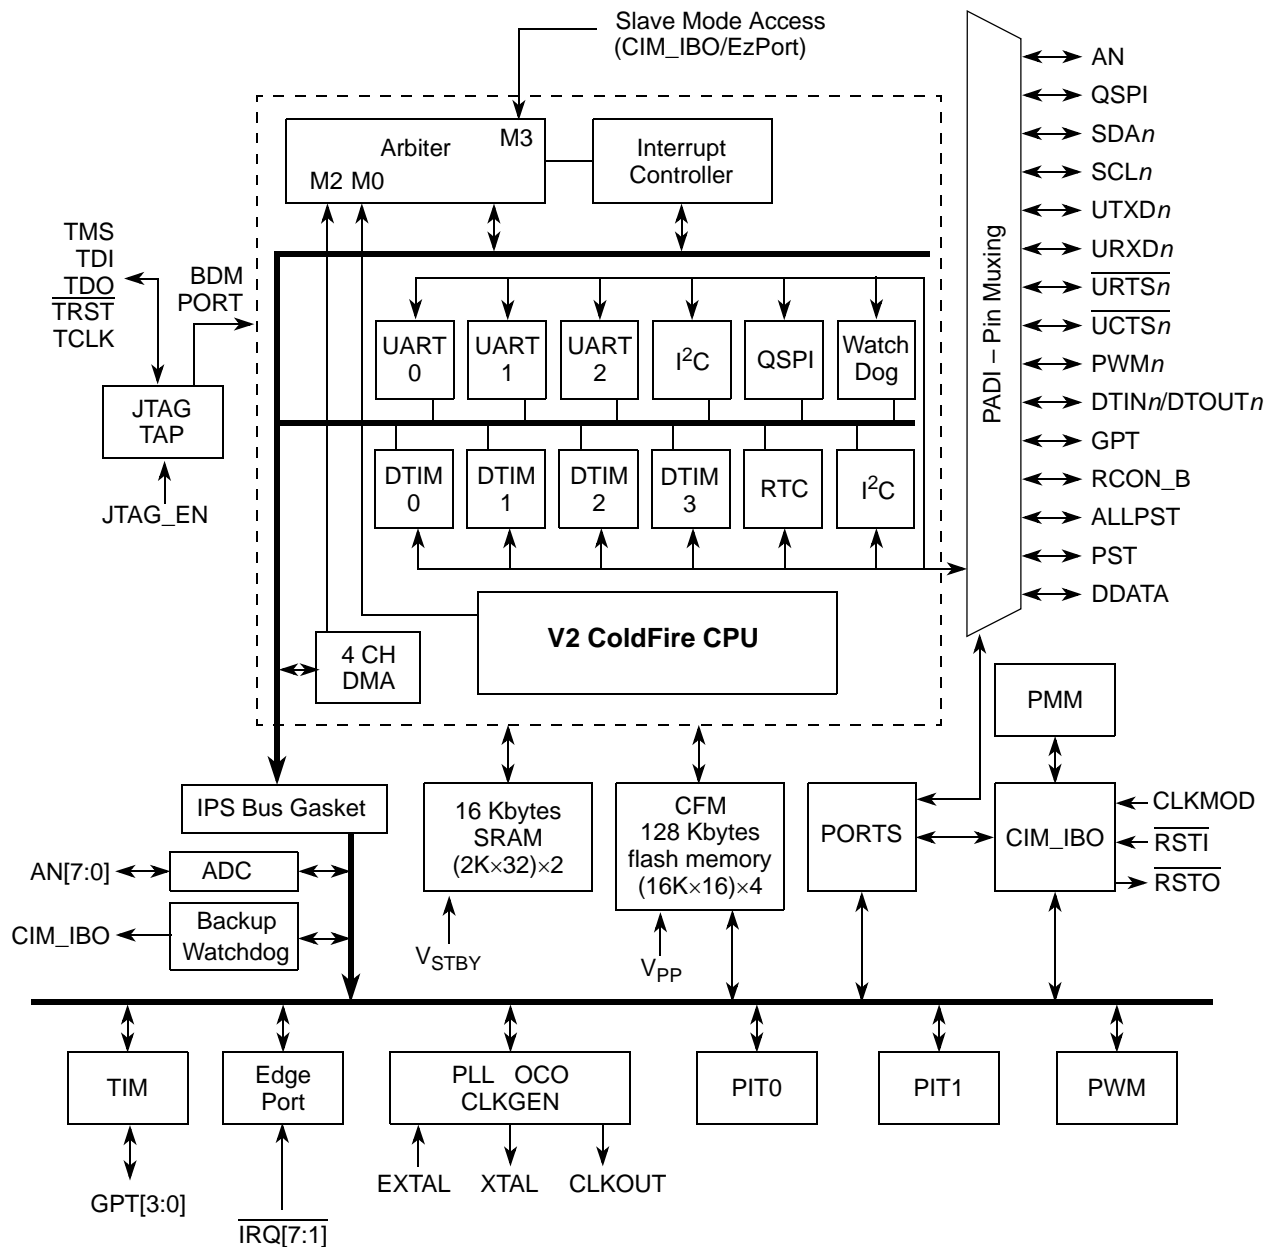 Slave Mode Access
(CIM_IBO/EzPort)
Arbiter
M3
M2 M0
Interrupt
Controller
TMS
TDI
TDO
TRST
TCLK
BDM
PORT
JTAG
TAP
JTAG_EN
UART
0
UART
1
UART
2
I²C
QSPI
Watch
Dog
DTIM
0
DTIM
1
DTIM
2
DTIM
3
RTC
I²C
V2 ColdFire CPU
4 CH
DMA
PADI – Pin Muxing
AN
QSPI
SDAn
SCLn
UTXDn
URXDn
URTSn
UCTSn
PWMn
DTINn/DTOUTn
GPT
RCON_B
ALLPST
PST
DDATA
PMM
IPS Bus Gasket
16 Kbytes
SRAM
(2K×32)×2
CFM
128 Kbytes
flash memory
(16K×16)×4
PORTS
CIM_IBO
CLKMOD
RSTI
RSTO
AN[7:0]
ADC
CIM_IBO
Backup
Watchdog
VSTBY
VPP
TIM
Edge
Port
PLL OCO
CLKGEN
PIT0
PIT1
PWM
GPT[3:0]
IRQ[7:1]
EXTAL
XTAL
CLKOUT